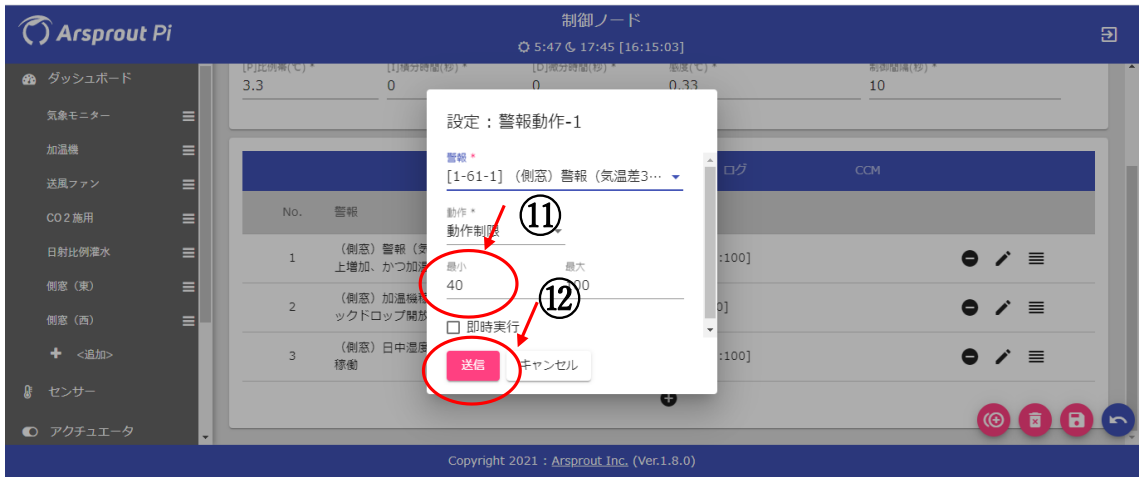 Arsprout Pi
制御ノード
5:47 17:45 [16:15:03]
ダッシュボード
気象モニター
加温機
送風ファン
CO2施用
日射比例灌水
側窓（東）
側窓（西）
<追加>
センサー
アクチュエータ
[P]比例帯(℃) * [I]積分時間(秒) * [D]微分時間(秒) * 感度(℃) * 制御間隔(秒) *
3.3 0 0 0.33 10
ログ CCM
No. 警報
1 （側窓）警報（気
上増加、かつ加温
:100]
2 （側窓）加温機稼
ックドロップ開放
0]
3 （側窓）日中湿度
稼働
:100]
設定：警報動作-1
警報 *
[1-61-1] （側窓）警報（気温差3…
動作 *
動作制限
⑪
最小 最大
40 100
⑫
即時実行
送信 キャンセル
Copyright 2021 : Arsprout Inc. (Ver.1.8.0)